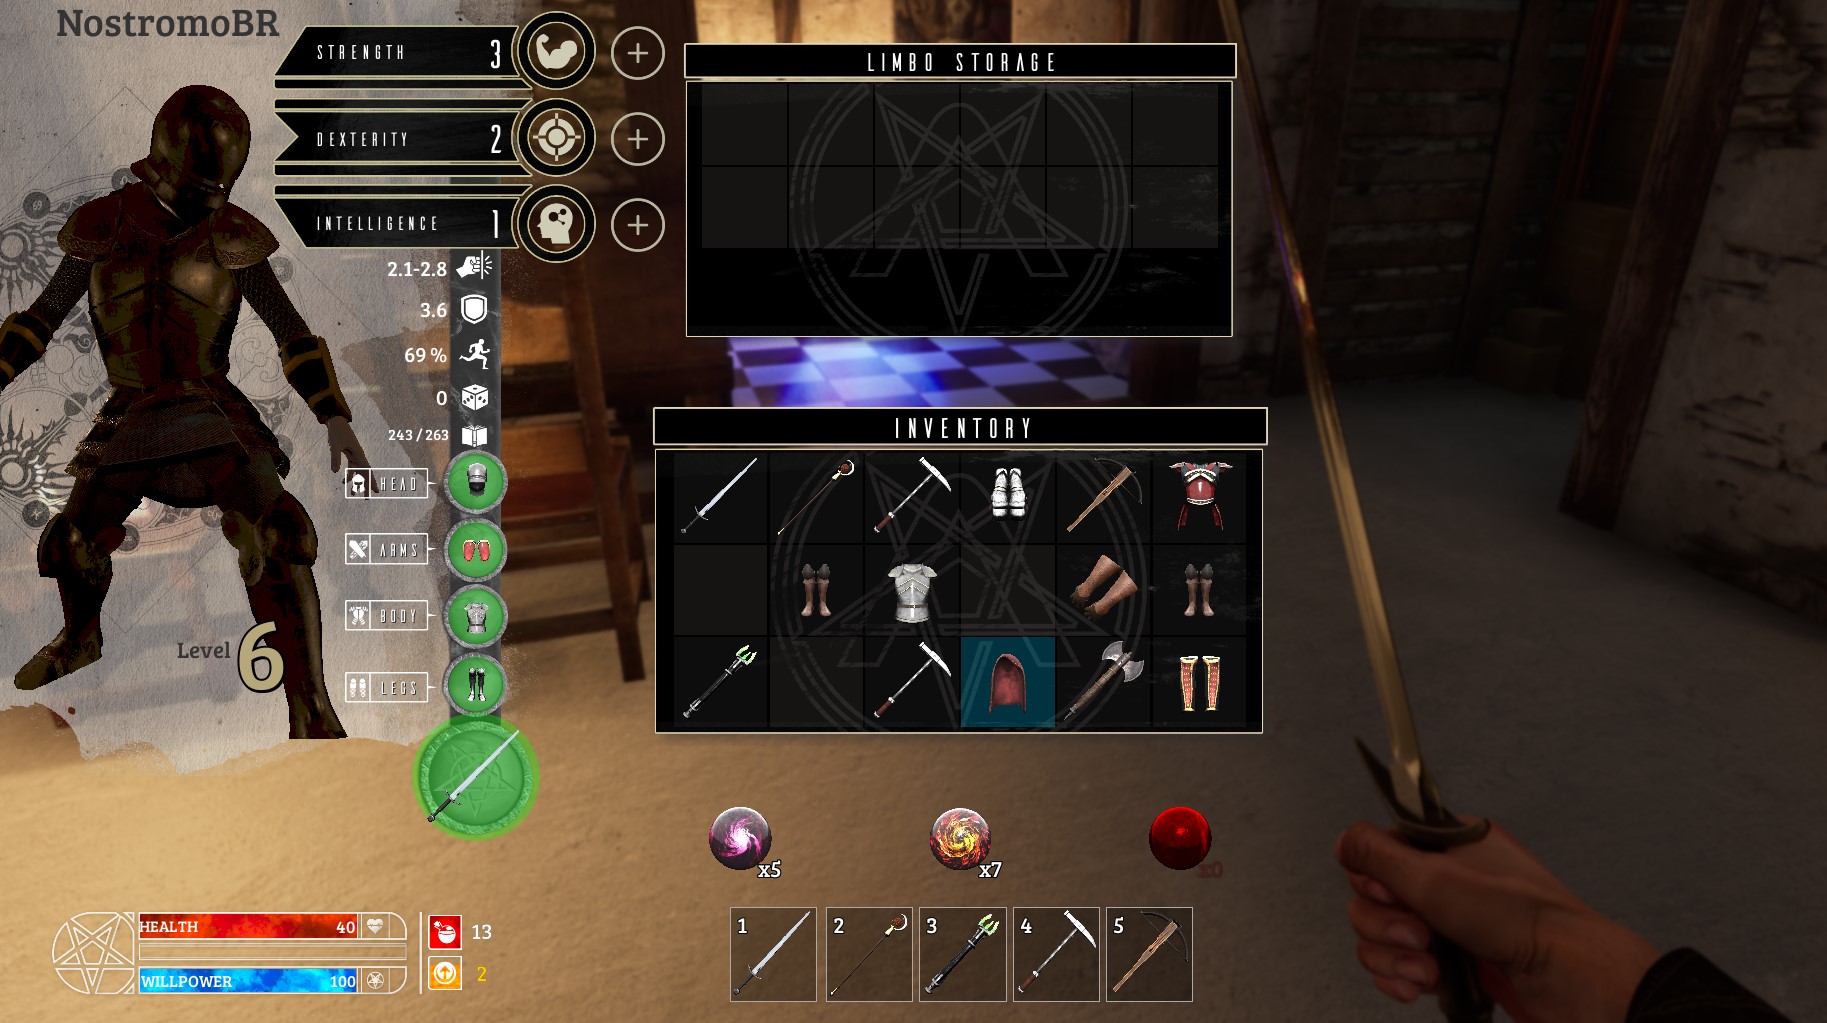 NostromoBR
STRENGTH 3
DEXTERITY 2
INTELLIGENCE 1
2.1-2.8
3.6
69 %
0
243 / 263
HEAD
ARMS
BODY
LEGS
Level 6
LIMBO STORAGE
INVENTORY
x5
x7
x0
HEALTH 40
WILLPOWER 100
13
2
1
2
3
4
5